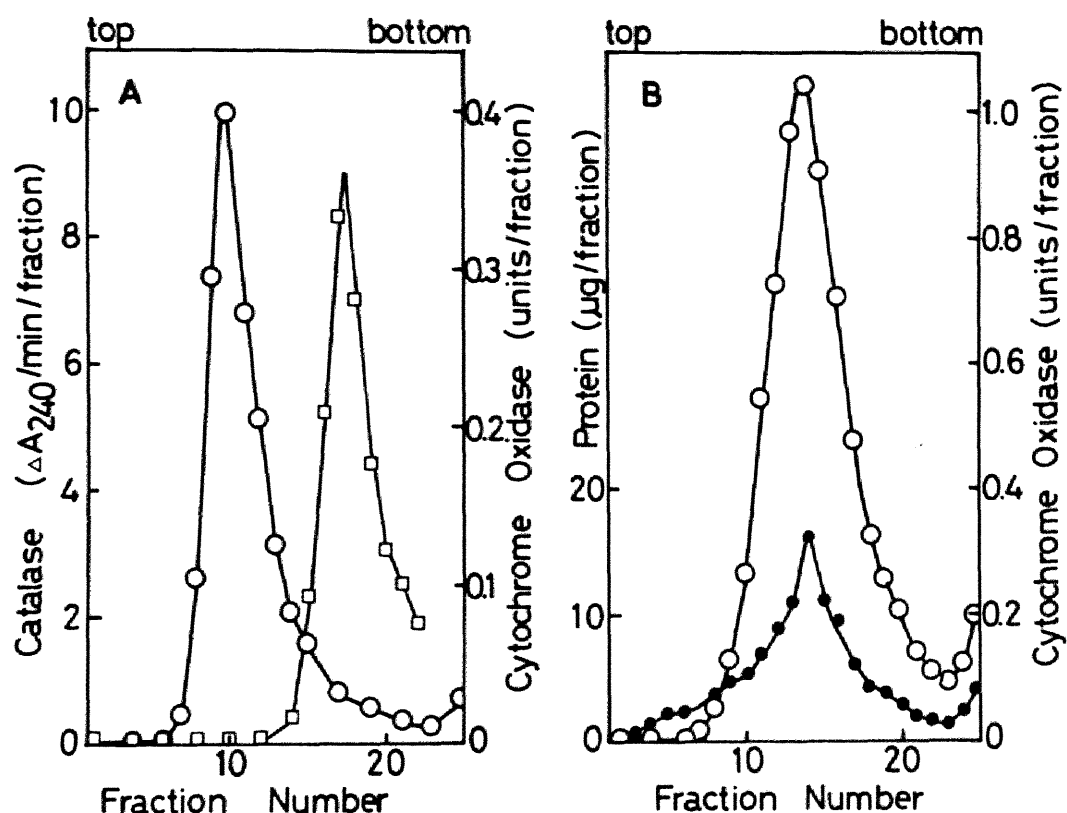 top bottom
A
10
8
6
4
2
0
Catalase (△A240/min/fraction)
0.4
0.3
0.2
0.1
0
Cytochrome Oxidase (units/fraction)
10 20
Fraction Number
top bottom
B
20
10
0
Protein (µg/fraction)
1.0
0.8
0.6
0.4
0.2
0
Cytochrome Oxidase (units/fraction)
10 20
Fraction Number